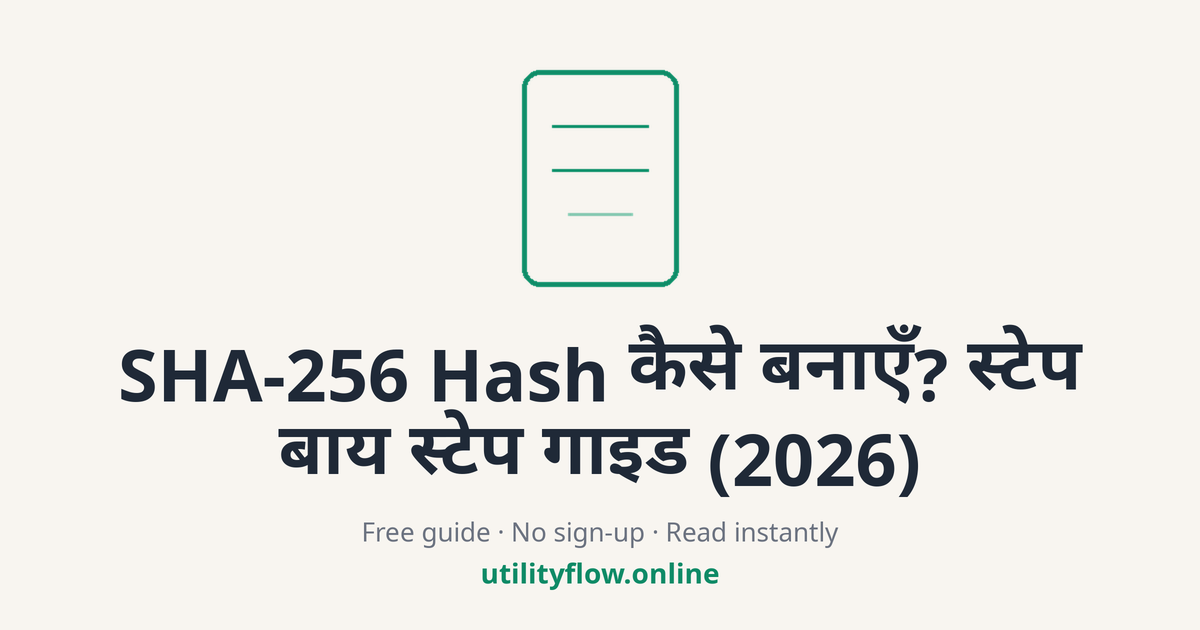 SHA-256 Hash कैसे बनाएँ? स्टेप
बाय स्टेप गाइड (2026)
Free guide · No sign-up · Read instantly
utilityflow.online